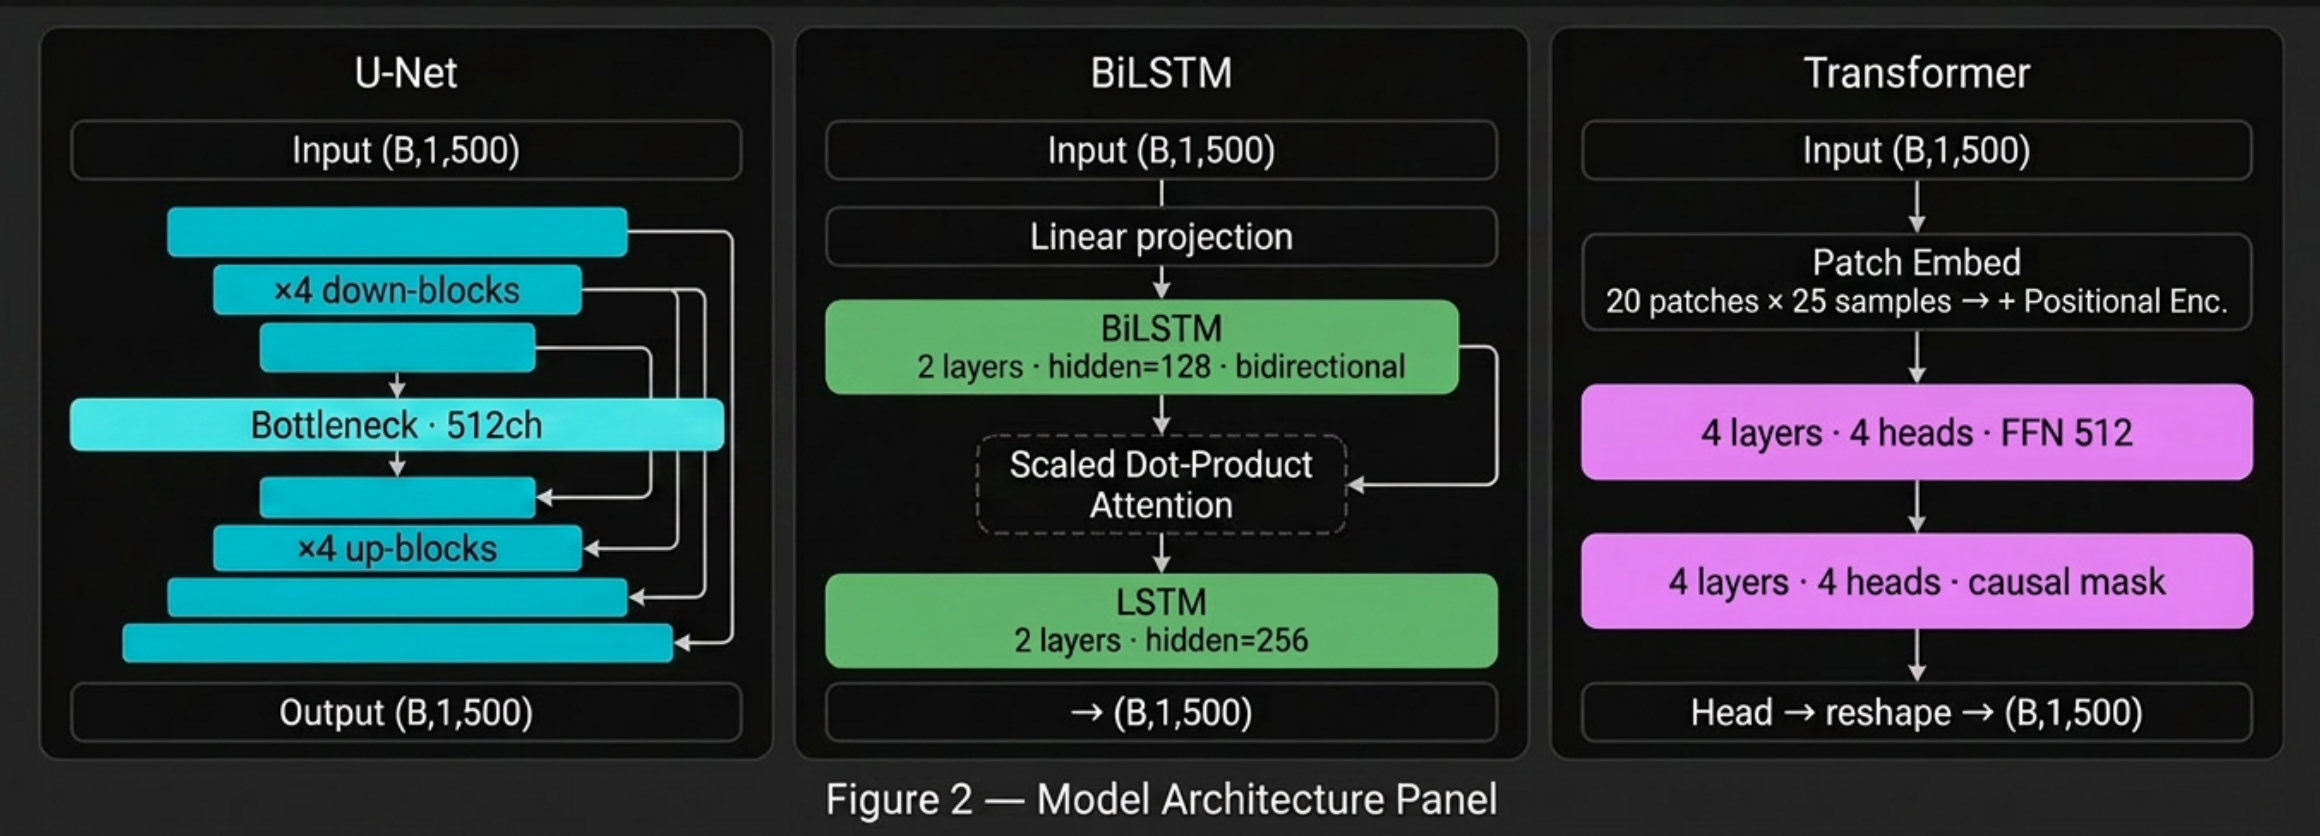 U-Net
Input (B,1,500)
×4 down-blocks
Bottleneck · 512ch
×4 up-blocks
Output (B,1,500)
BiLSTM
Input (B,1,500)
Linear projection
BiLSTM
2 layers · hidden=128 · bidirectional
Scaled Dot-Product
Attention
LSTM
2 layers · hidden=256
→ (B,1,500)
Transformer
Input (B,1,500)
Patch Embed
20 patches × 25 samples → + Positional Enc.
4 layers · 4 heads · FFN 512
4 layers · 4 heads · causal mask
Head → reshape → (B,1,500)
Figure 2 — Model Architecture Panel